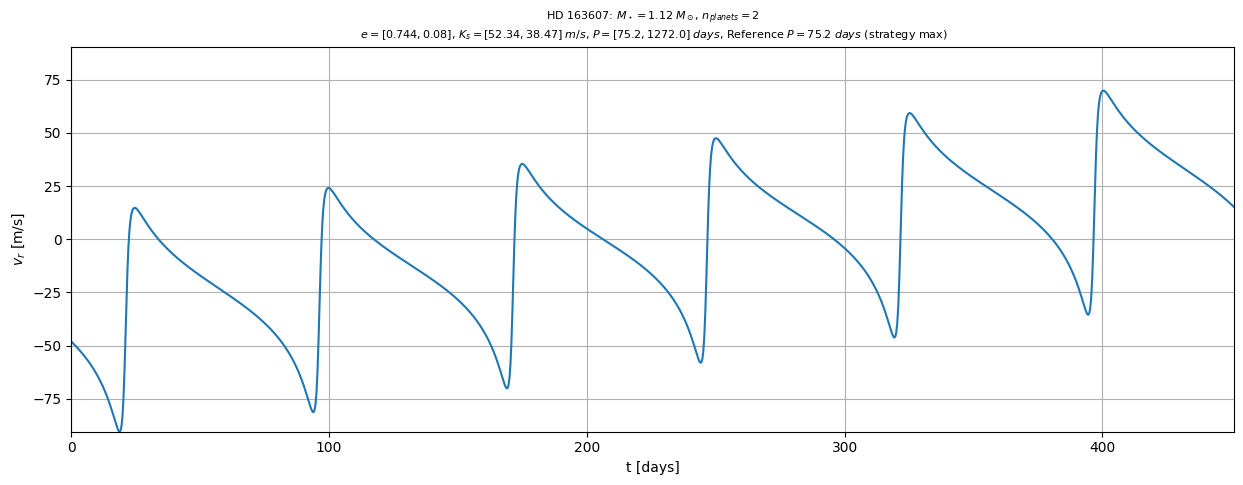 HD 163607: M⋆ = 1.12 M⊙, n_planets = 2
e = [0.744, 0.08], Ks = [52.34, 38.47] m/s, P = [75.2, 1272.0] days, Reference P = 75.2 days (strategy max)
75
50
25
0
−25
−50
−75
v_r [m/s]
0 100 200 300 400
t [days]